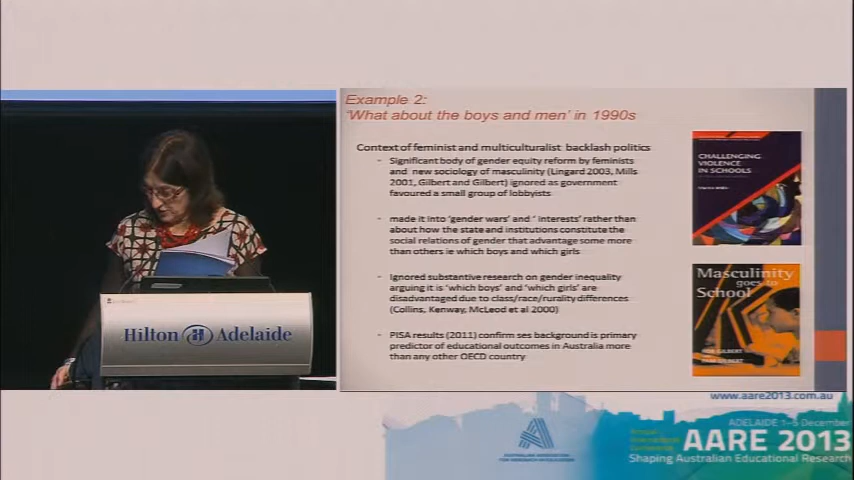 Example 2:
'What about the boys and men' in 1990s
Context of feminist and multiculturalist backlash politics
- Significant body of gender equity reform by feminists
and new sociology of masculinity (Lingard 2003, Mills
2001, Gilbert and Gilbert) ignored as government
favoured a small group of lobbyists
- made it into 'gender wars' and ' interests' rather than
about how the state and institutions constitute the
social relations of gender that advantage some more
than others ie which boys and which girls
- Ignored substantive research on gender inequality
arguing it is 'which boys' and 'which girls' are
disadvantaged due to class/race/rurality differences
(Collins, Kenway, McLeod et al 2000)
- PISA results (2011) confirm ses background is primary
predictor of educational outcomes in Australia more
than any other OECD country
CHALLENGING
VIOLENCE
IN SCHOOLS
Masculinity
goes to
School
ROB GILBERT
Hilton Adelaide
www.aare2013.com.au
ADELAIDE 1-5 December
AARE 2013
Shaping Australian Educational Research